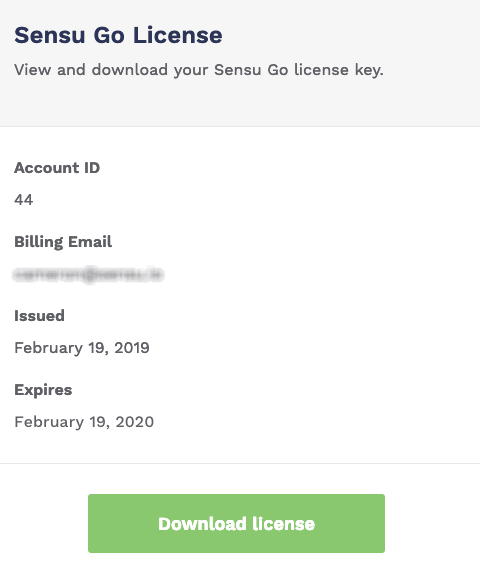 Sensu Go License
View and download your Sensu Go license key.
Account ID
44
Billing Email
Issued
February 19, 2019
Expires
February 19, 2020
Download license